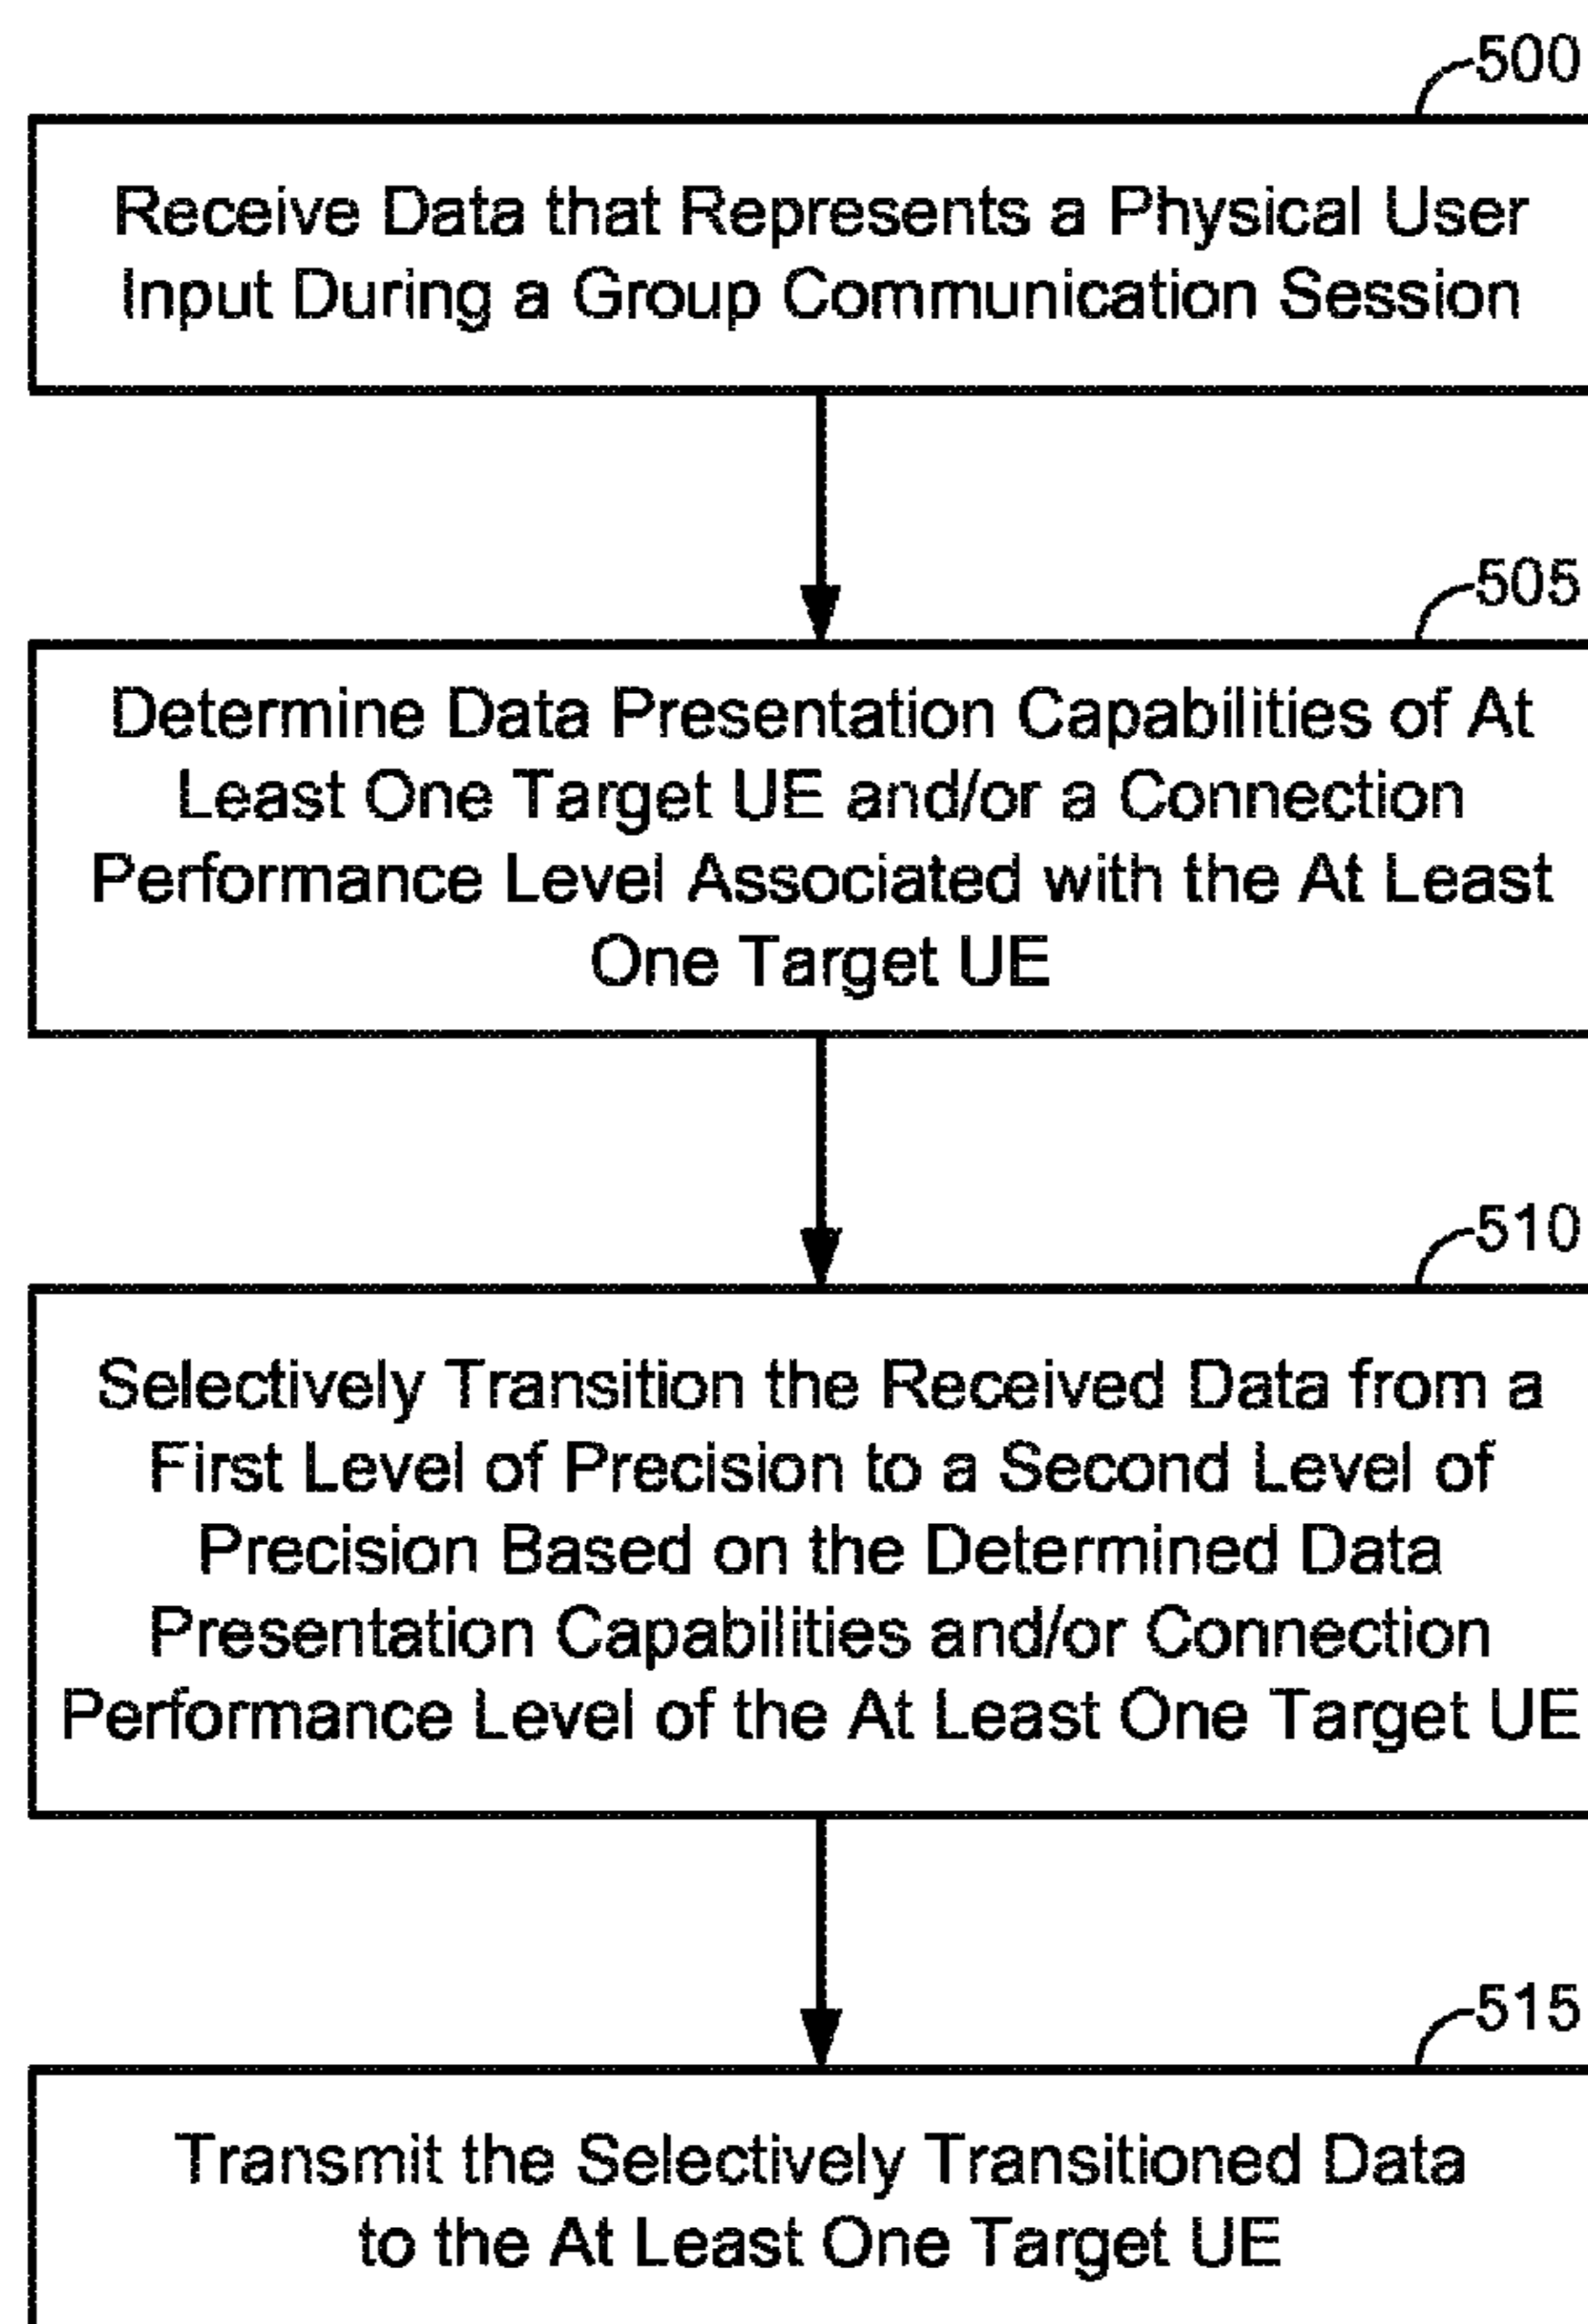 500
Receive Data that Represents a Physical User
Input During a Group Communication Session
505
Determine Data Presentation Capabilities of At
Least One Target UE and/or a Connection
Performance Level Associated with the At Least
One Target UE
510
Selectively Transition the Received Data from a
First Level of Precision to a Second Level of
Precision Based on the Determined Data
Presentation Capabilities and/or Connection
Performance Level of the At Least One Target UE
515
Transmit the Selectively Transitioned Data
to the At Least One Target UE